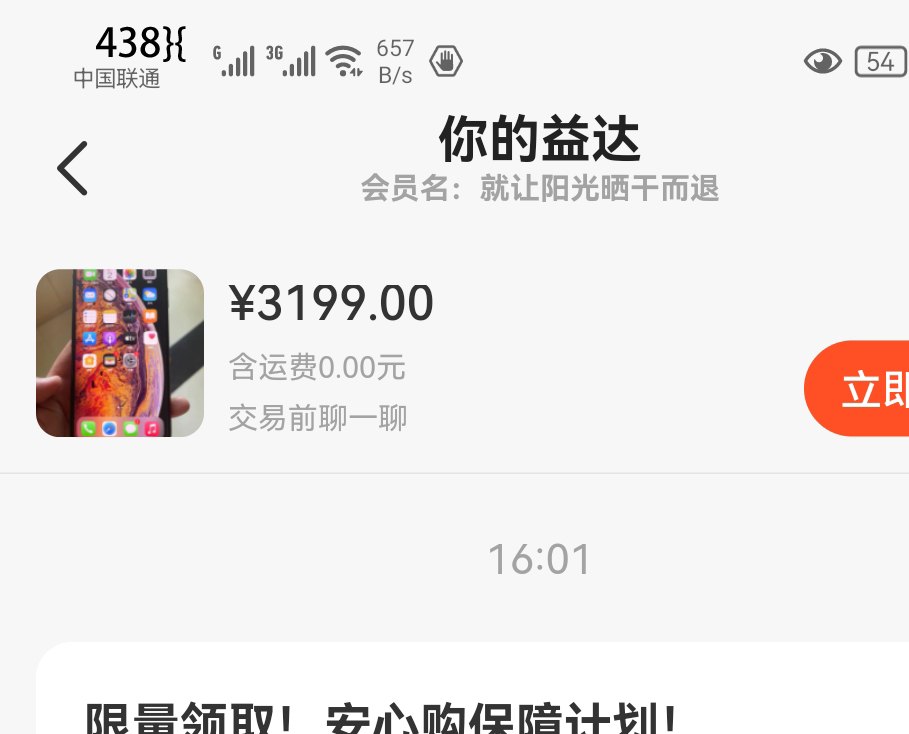 438}{
中国联通
G 3G 657 B/s 54
你的益达
会员名：就让阳光晒干而退
¥3199.00
含运费0.00元
立即
交易前聊一聊
16:01
限量领取！安心购保障计划！